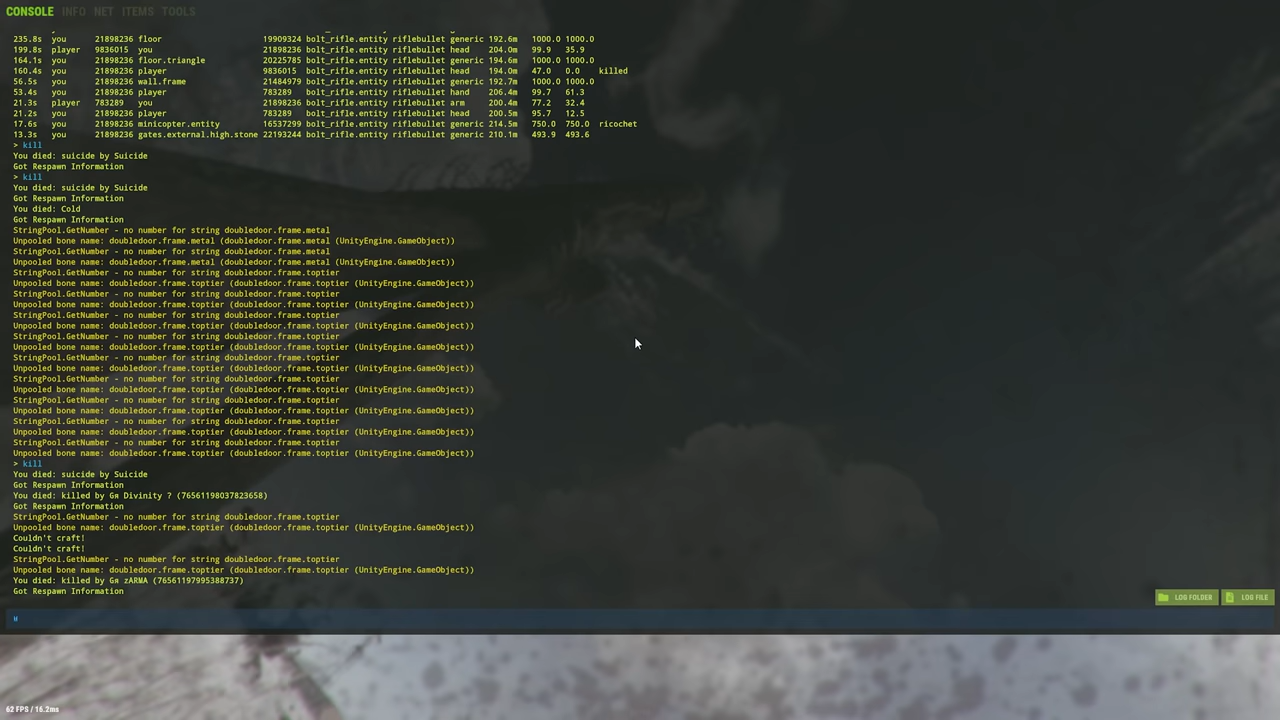 CONSOLE INFO NET ITEMS TOOLS
235.8s you 21898236 floor 19909324 bolt_rifle.entity riflebullet generic 192.6m 1000.0 1000.0
199.8s player 9836015 you 21898236 bolt_rifle.entity riflebullet head 204.0m 99.9 35.9
164.1s you 21898236 floor.triangle 20225785 bolt_rifle.entity riflebullet generic 194.6m 1000.0 1000.0
160.4s you 21898236 player 9836015 bolt_rifle.entity riflebullet head 194.0m 47.0 0.0 killed
56.5s you 21898236 wall.frame 21484979 bolt_rifle.entity riflebullet generic 192.7m 1000.0 1000.0
53.4s you 21898236 player 783289 bolt_rifle.entity riflebullet hand 206.4m 99.7 61.3
21.3s player 783289 you 21898236 bolt_rifle.entity riflebullet arm 200.4m 77.2 32.4
21.2s you 21898236 player 783289 bolt_rifle.entity riflebullet head 200.5m 95.7 12.5
17.6s you 21898236 minicopter.entity 16537299 bolt_rifle.entity riflebullet generic 214.5m 750.0 750.0 ricochet
13.3s you 21898236 gates.external.high.stone 22193244 bolt_rifle.entity riflebullet generic 210.1m 493.9 493.6
> kill
You died: suicide by Suicide
Got Respawn Information
> kill
You died: suicide by Suicide
Got Respawn Information
You died: Cold
Got Respawn Information
StringPool.GetNumber - no number for string doubledoor.frame.metal
Unpooled bone name: doubledoor.frame.metal (doubledoor.frame.metal (UnityEngine.GameObject))
StringPool.GetNumber - no number for string doubledoor.frame.metal
Unpooled bone name: doubledoor.frame.metal (doubledoor.frame.metal (UnityEngine.GameObject))
StringPool.GetNumber - no number for string doubledoor.frame.toptier
Unpooled bone name: doubledoor.frame.toptier (doubledoor.frame.toptier (UnityEngine.GameObject))
StringPool.GetNumber - no number for string doubledoor.frame.toptier
Unpooled bone name: doubledoor.frame.toptier (doubledoor.frame.toptier (UnityEngine.GameObject))
StringPool.GetNumber - no number for string doubledoor.frame.toptier
Unpooled bone name: doubledoor.frame.toptier (doubledoor.frame.toptier (UnityEngine.GameObject))
StringPool.GetNumber - no number for string doubledoor.frame.toptier
Unpooled bone name: doubledoor.frame.toptier (doubledoor.frame.toptier (UnityEngine.GameObject))
StringPool.GetNumber - no number for string doubledoor.frame.toptier
Unpooled bone name: doubledoor.frame.toptier (doubledoor.frame.toptier (UnityEngine.GameObject))
StringPool.GetNumber - no number for string doubledoor.frame.toptier
Unpooled bone name: doubledoor.frame.toptier (doubledoor.frame.toptier (UnityEngine.GameObject))
StringPool.GetNumber - no number for string doubledoor.frame.toptier
Unpooled bone name: doubledoor.frame.toptier (doubledoor.frame.toptier (UnityEngine.GameObject))
StringPool.GetNumber - no number for string doubledoor.frame.toptier
Unpooled bone name: doubledoor.frame.toptier (doubledoor.frame.toptier (UnityEngine.GameObject))
StringPool.GetNumber - no number for string doubledoor.frame.toptier
Unpooled bone name: doubledoor.frame.toptier (doubledoor.frame.toptier (UnityEngine.GameObject))
> kill
You died: suicide by Suicide
Got Respawn Information
You died: killed by Gя Divinity ? (76561198037823658)
Got Respawn Information
StringPool.GetNumber - no number for string doubledoor.frame.toptier
Unpooled bone name: doubledoor.frame.toptier (doubledoor.frame.toptier (UnityEngine.GameObject))
Couldn't craft!
Couldn't craft!
StringPool.GetNumber - no number for string doubledoor.frame.toptier
Unpooled bone name: doubledoor.frame.toptier (doubledoor.frame.toptier (UnityEngine.GameObject))
You died: killed by Gя zARMA (76561197995388737)
Got Respawn Information
LOG FOLDER LOG FILE
W
62 FPS / 16.2ms